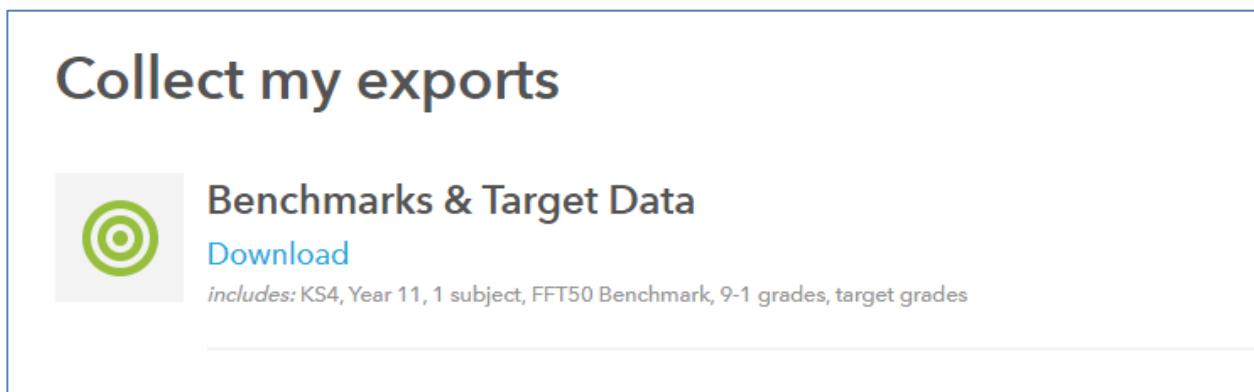 Collect my exports
Benchmarks & Target Data
Download
includes: KS4, Year 11, 1 subject, FFT50 Benchmark, 9-1 grades, target grades